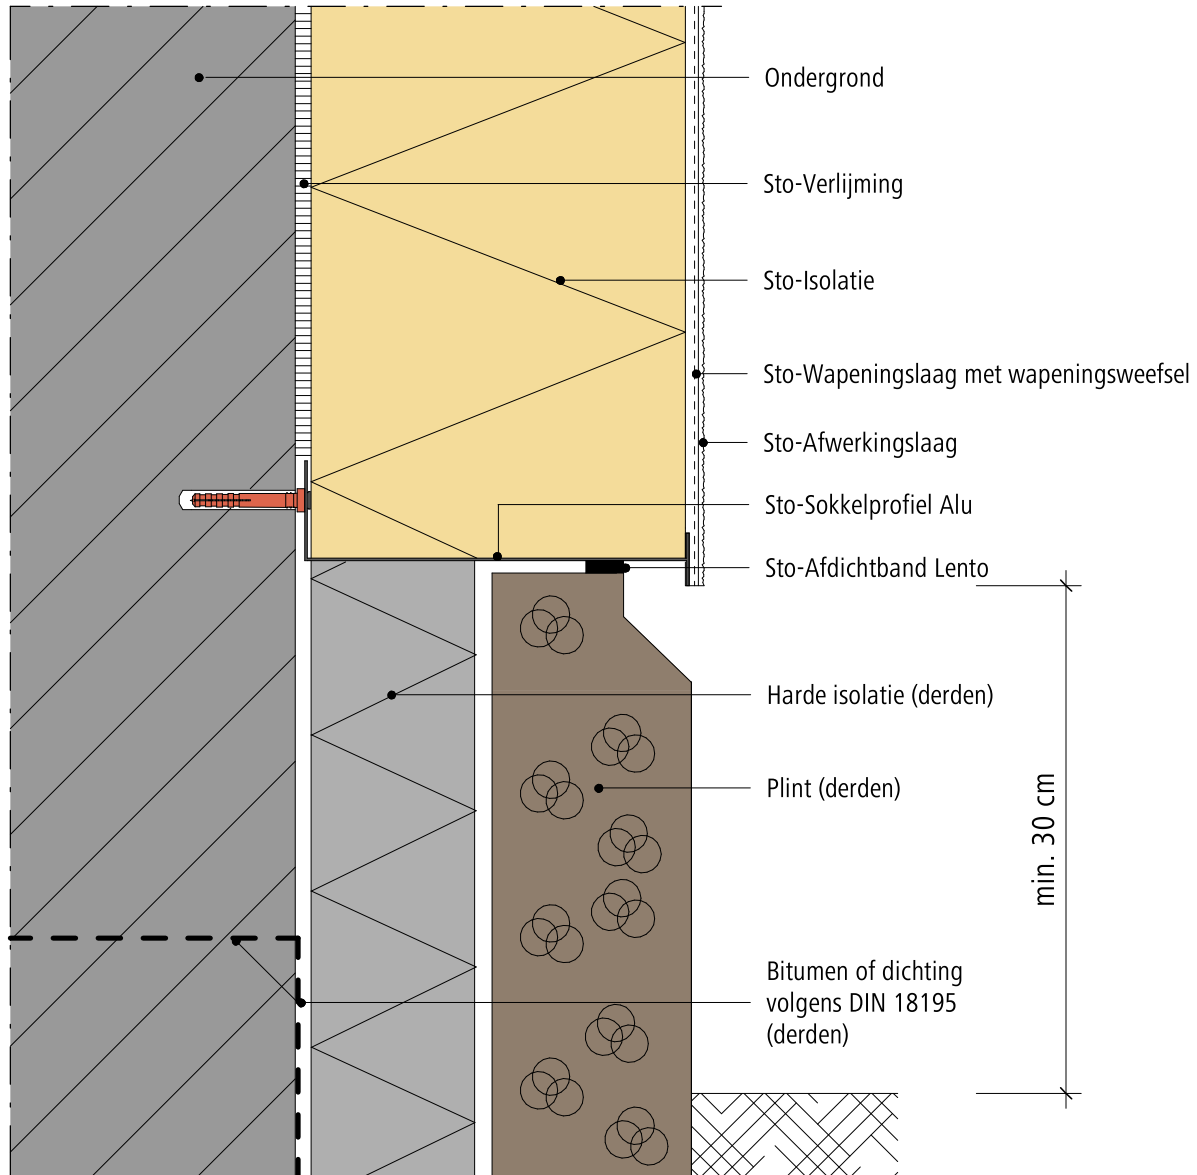 Ondergrond
Sto-Verlijming
Sto-Isolatie
Sto-Wapeningslaag met wapeningsweefsel
Sto-Afwerkingslaag
Sto-Sokkelprofiel Alu
Sto-Afdichtband Lento
Harde isolatie (derden)
Plint (derden)
min. 30 cm
Bitumen of dichting
volgens DIN 18195
(derden)